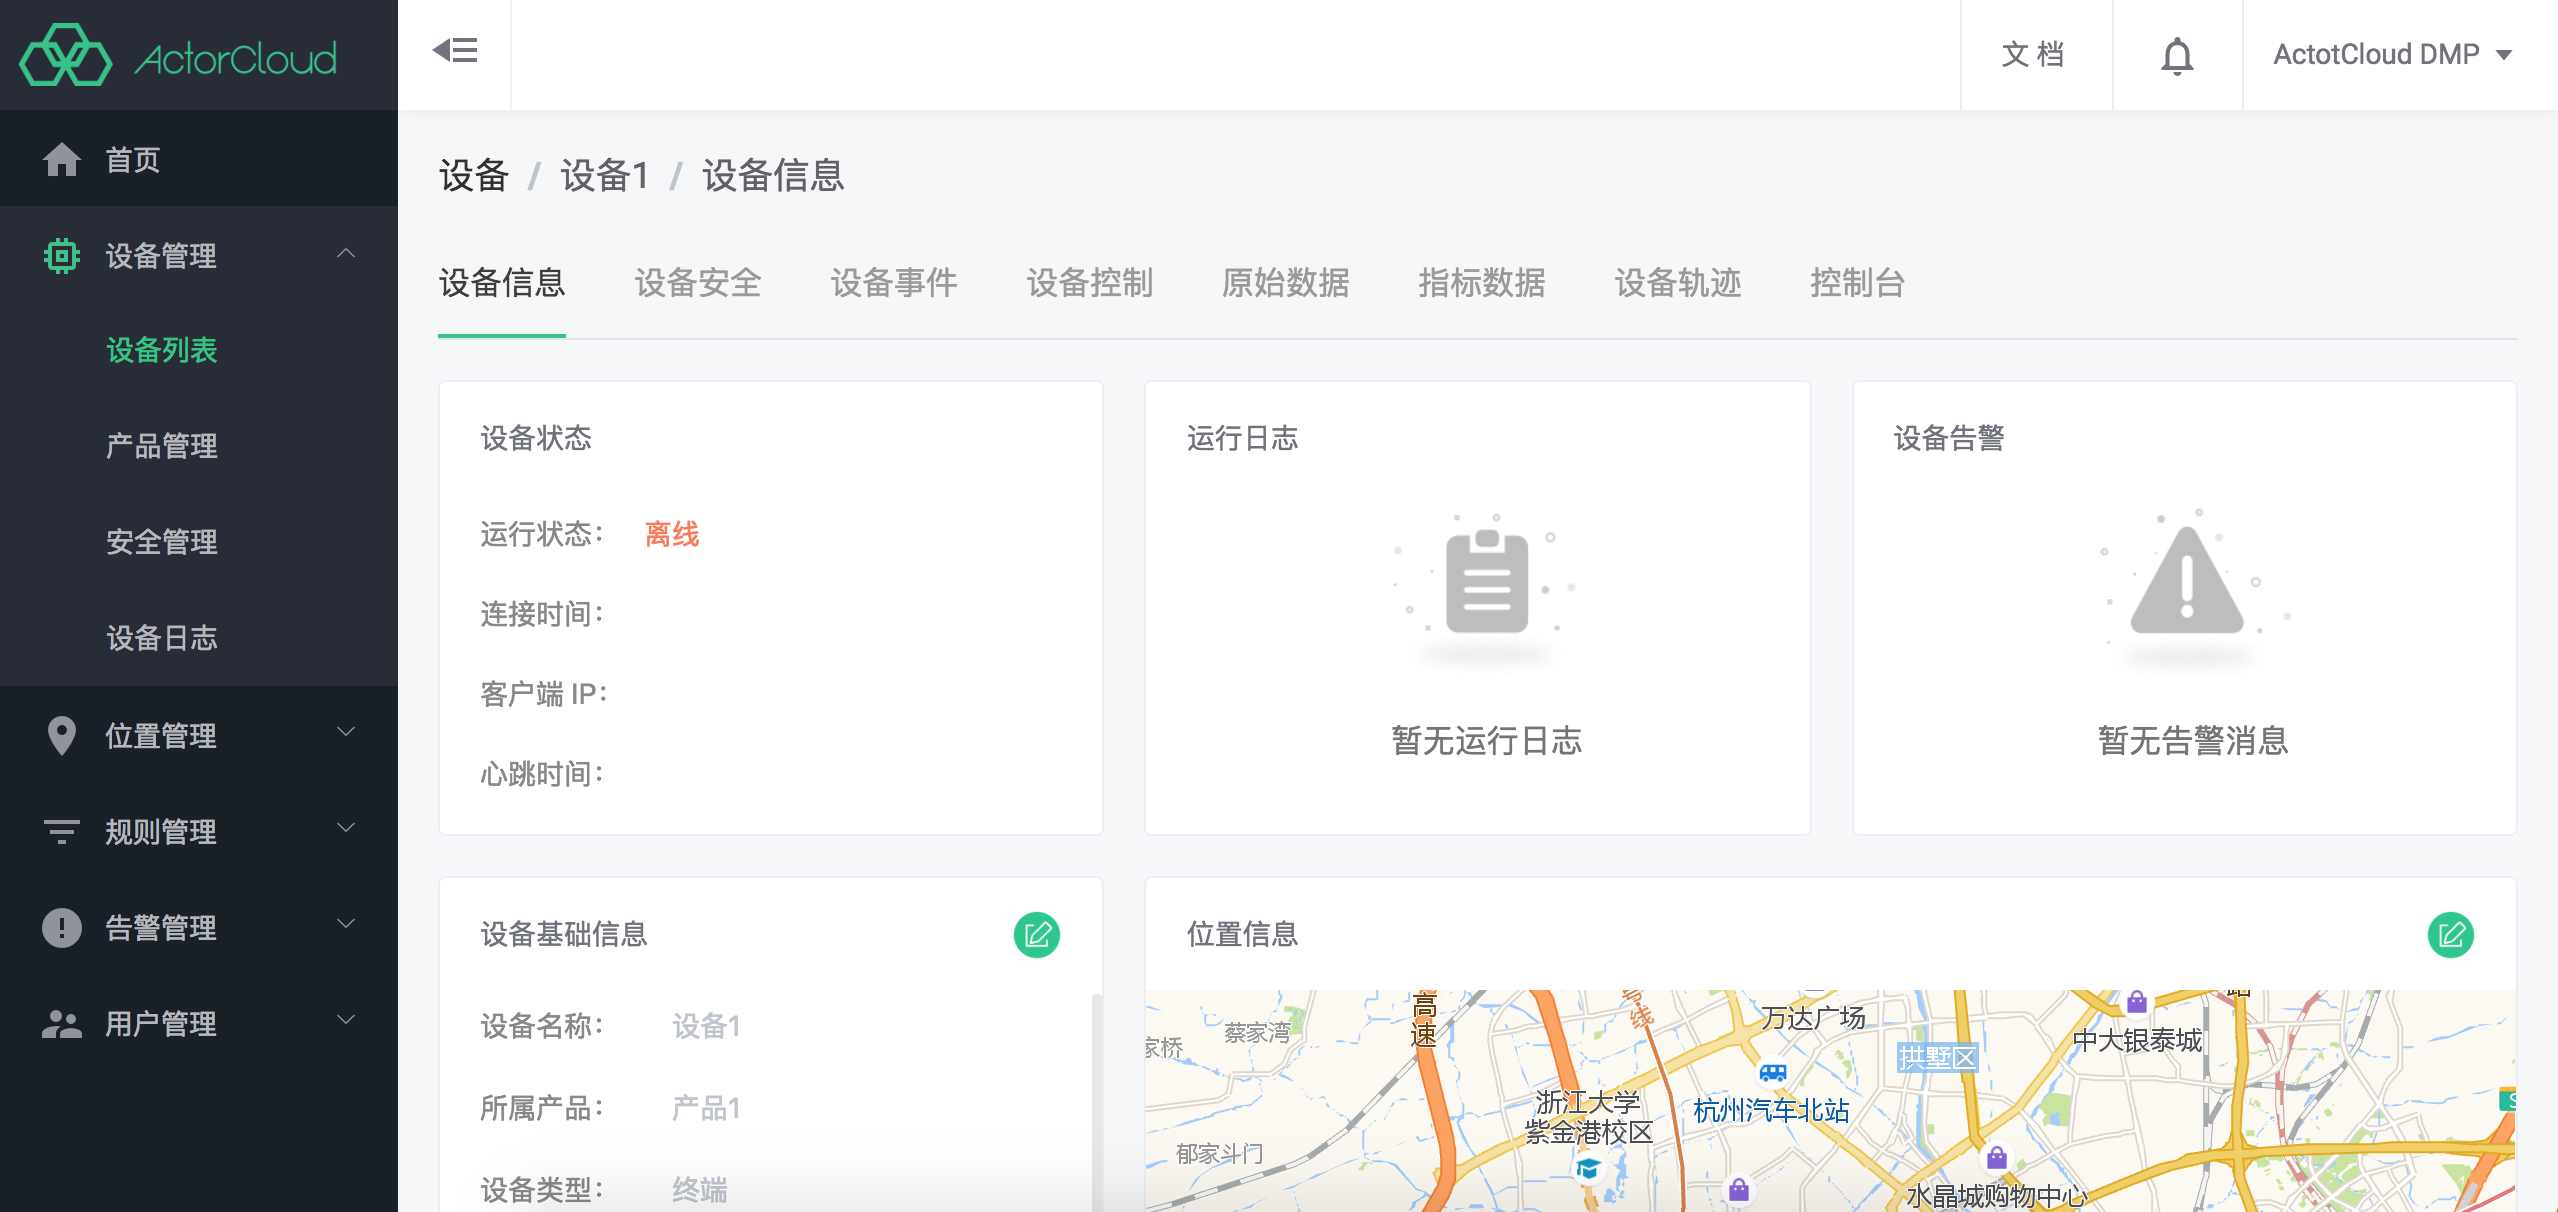 ActorCloud
文 档
ActotCloud DMP
首页
设备管理
设备列表
产品管理
安全管理
设备日志
位置管理
规则管理
告警管理
用户管理
设备 / 设备1 / 设备信息
设备信息 设备安全 设备事件 设备控制 原始数据 指标数据 设备轨迹 控制台
设备状态
运行状态： 离线
连接时间：
客户端 IP：
心跳时间：
运行日志
暂无运行日志
设备告警
暂无告警消息
设备基础信息
设备名称： 设备1
所属产品： 产品1
设备类型： 终端
位置信息
高速
号线
万达广场
路
蔡家湾
家桥
拱墅区
中大银泰城
浙江大学
紫金港校区
杭州汽车北站
郁家斗门
水晶城购物中心
S